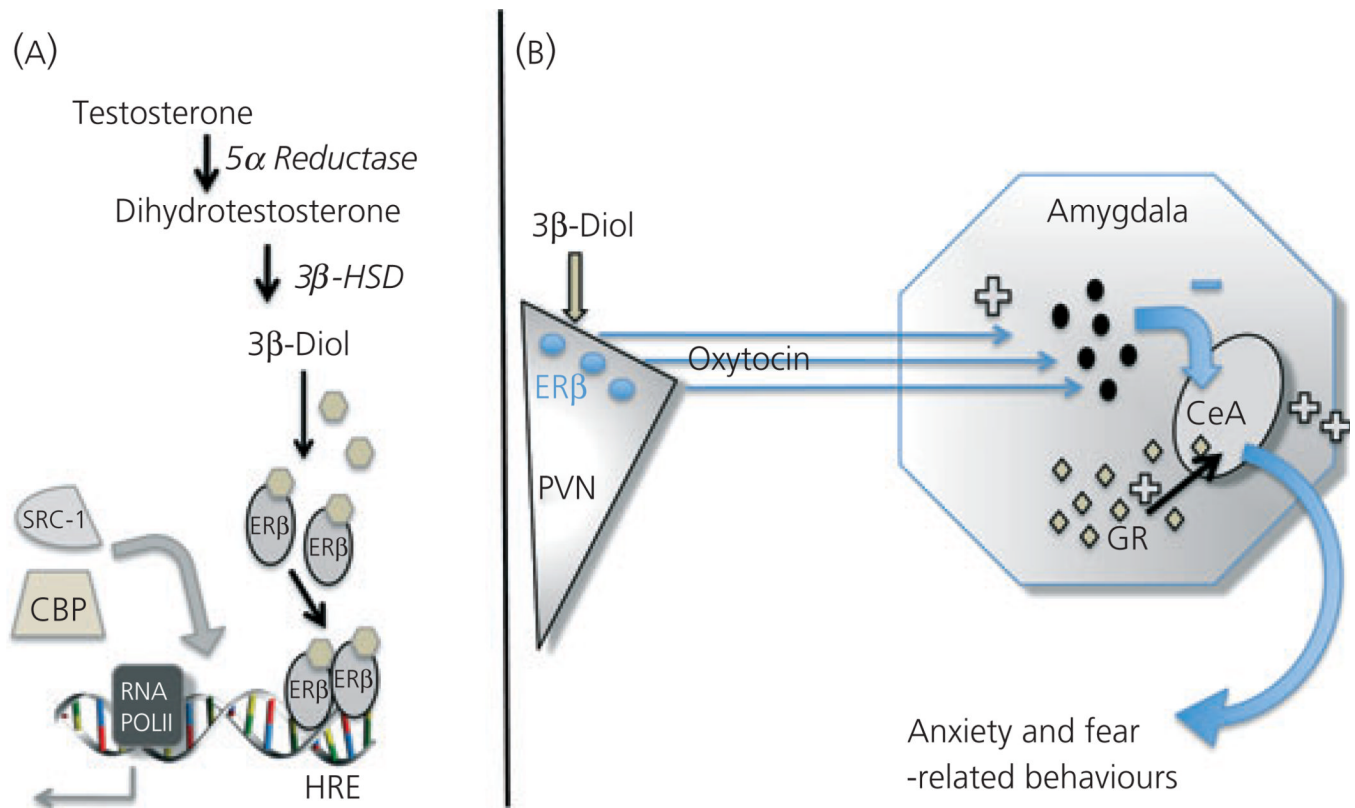 (A)
Testosterone
5α Reductase
Dihydrotestosterone
3β-HSD
3β-Diol
ERβ
ERβ
SRC-1
CBP
RNA
POLII
ERβ
ERβ
HRE
(B)
3β-Diol
ERβ
PVN
Oxytocin
Amygdala
CeA
GR
Anxiety and fear
-related behaviours